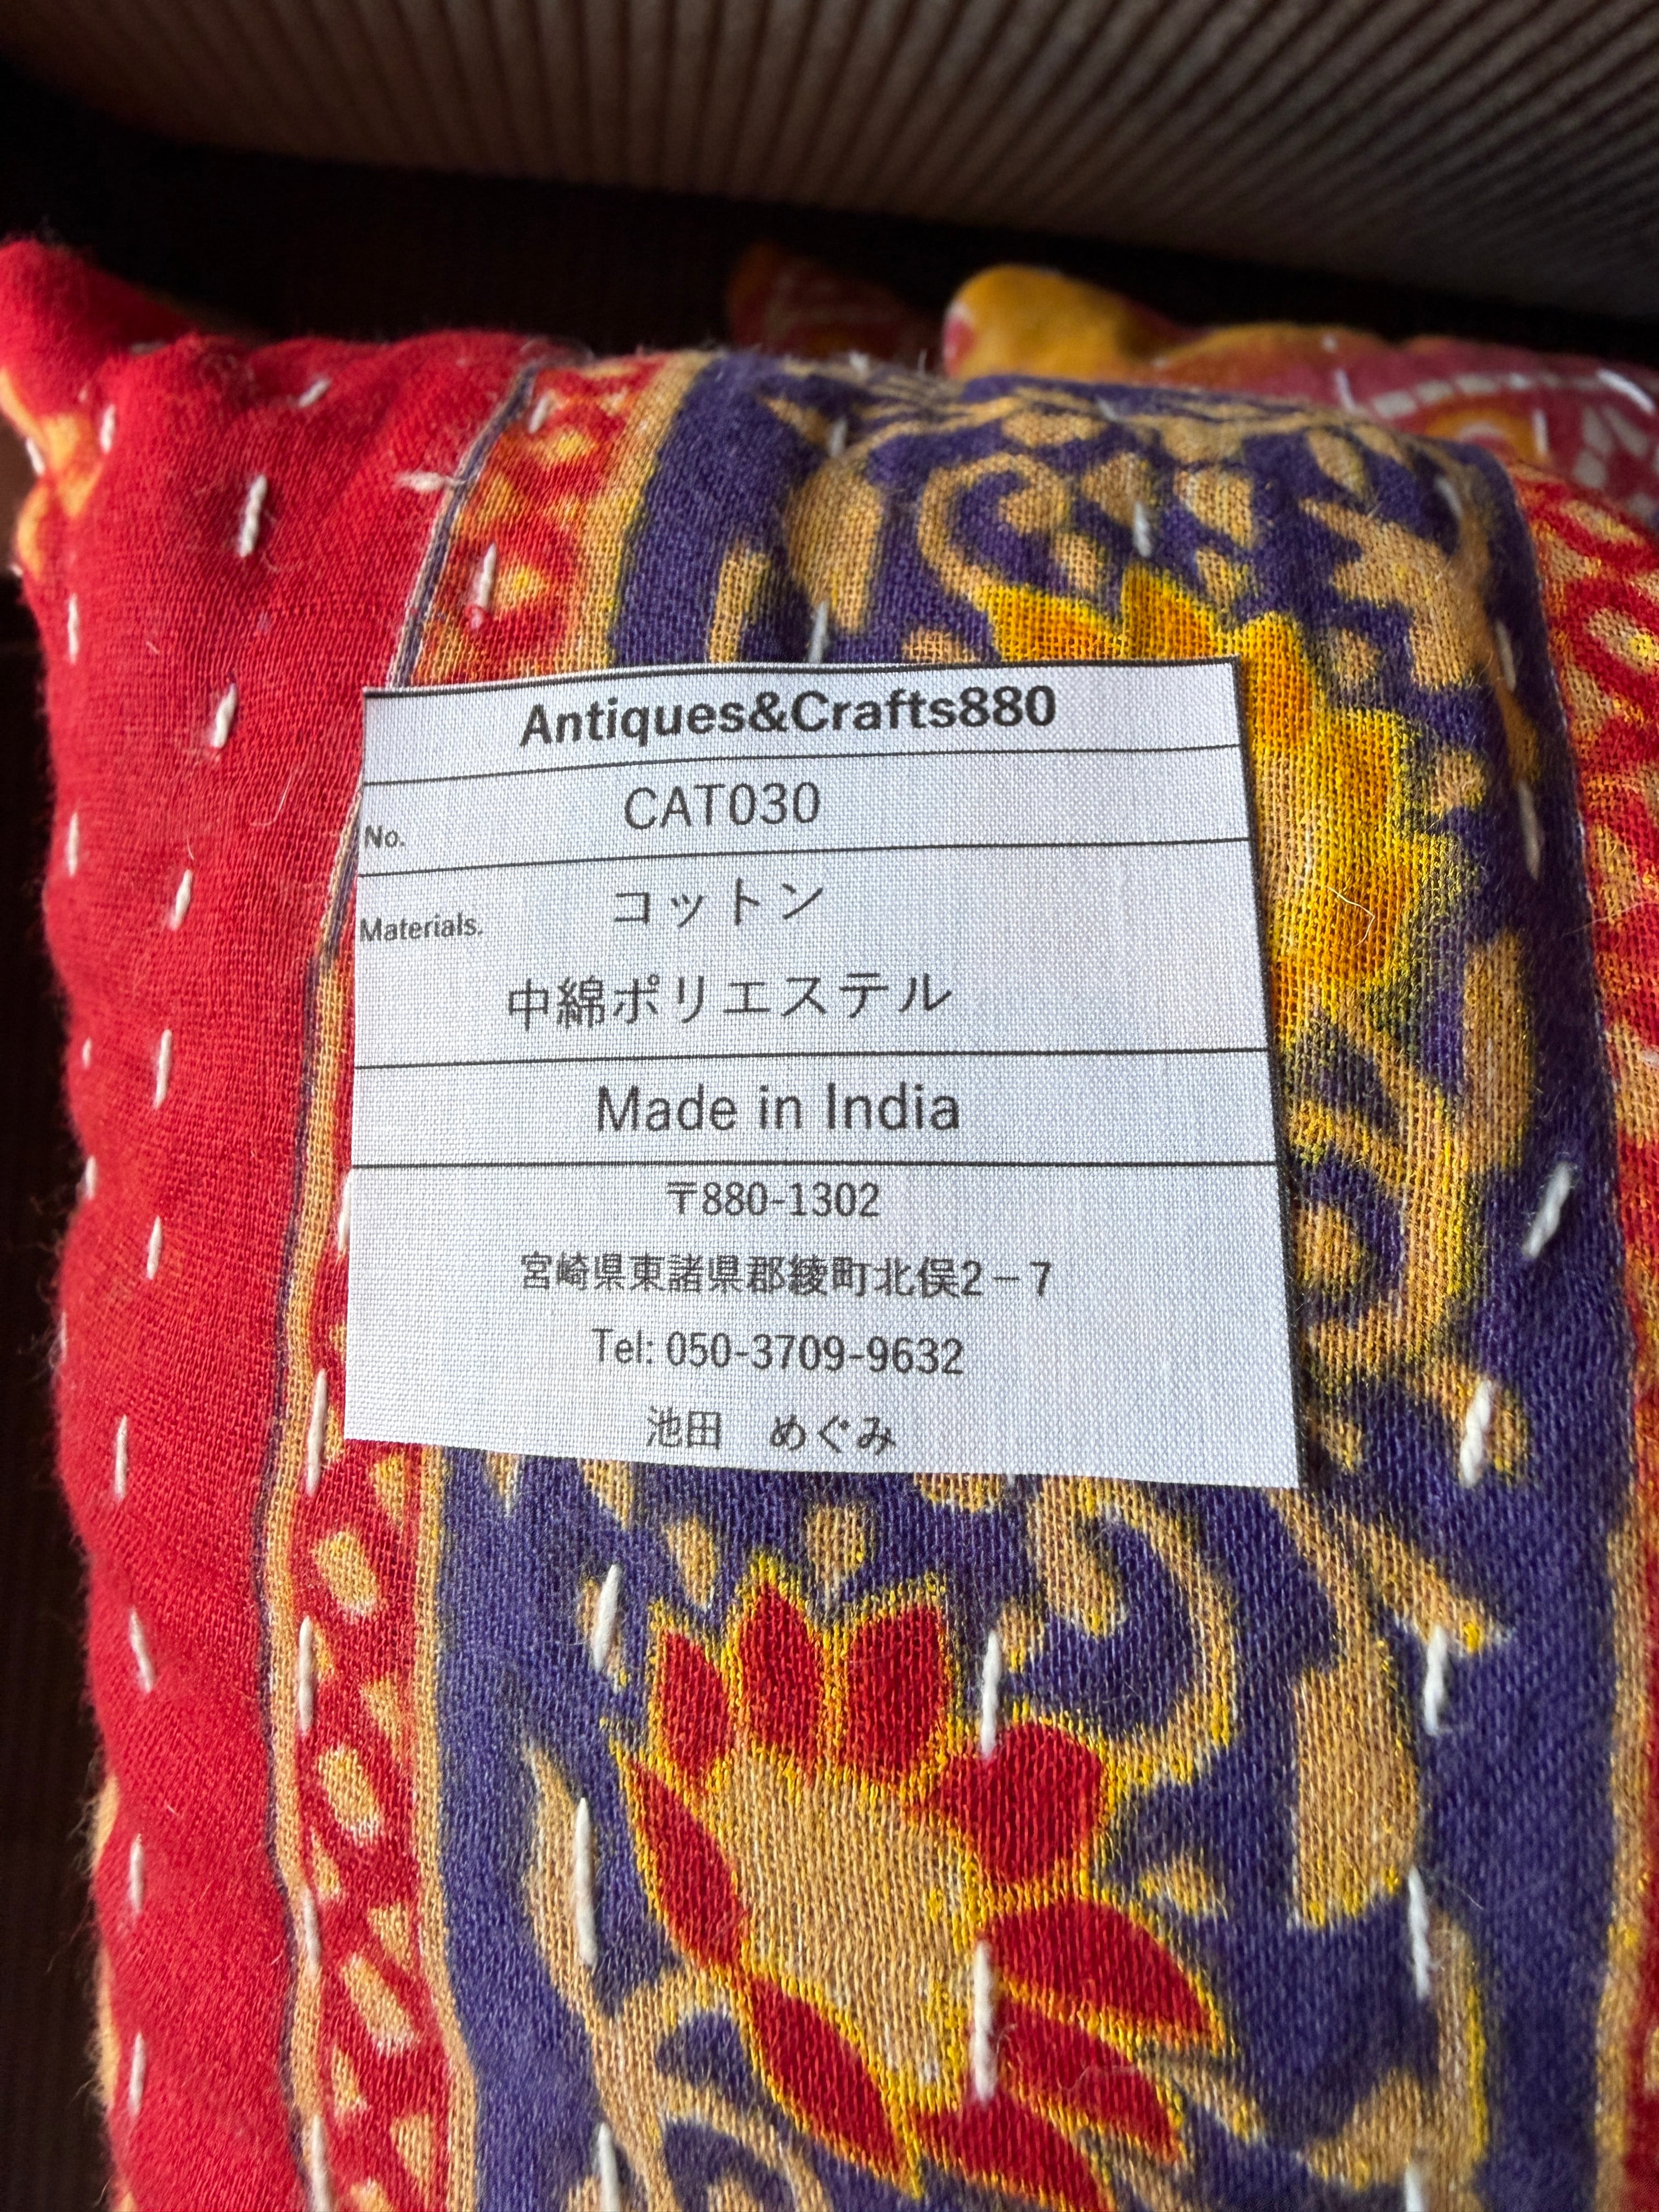 Antiques&Crafts880
No. CAT030
Materials. コットン
中綿ポリエステル
Made in India
〒880-1302
宮崎県東諸県郡綾町北俣2－7
Tel: 050-3709-9632
池田　めぐみ